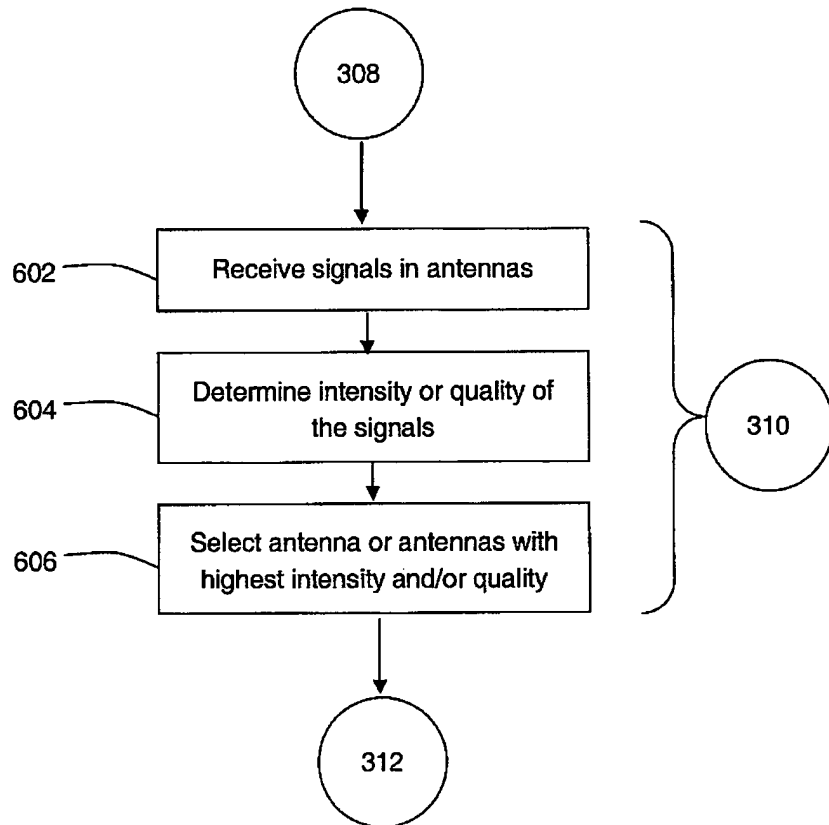 308
602
Receive signals in antennas
604
Determine intensity or quality of
the signals
310
606
Select antenna or antennas with
highest intensity and/or quality
312